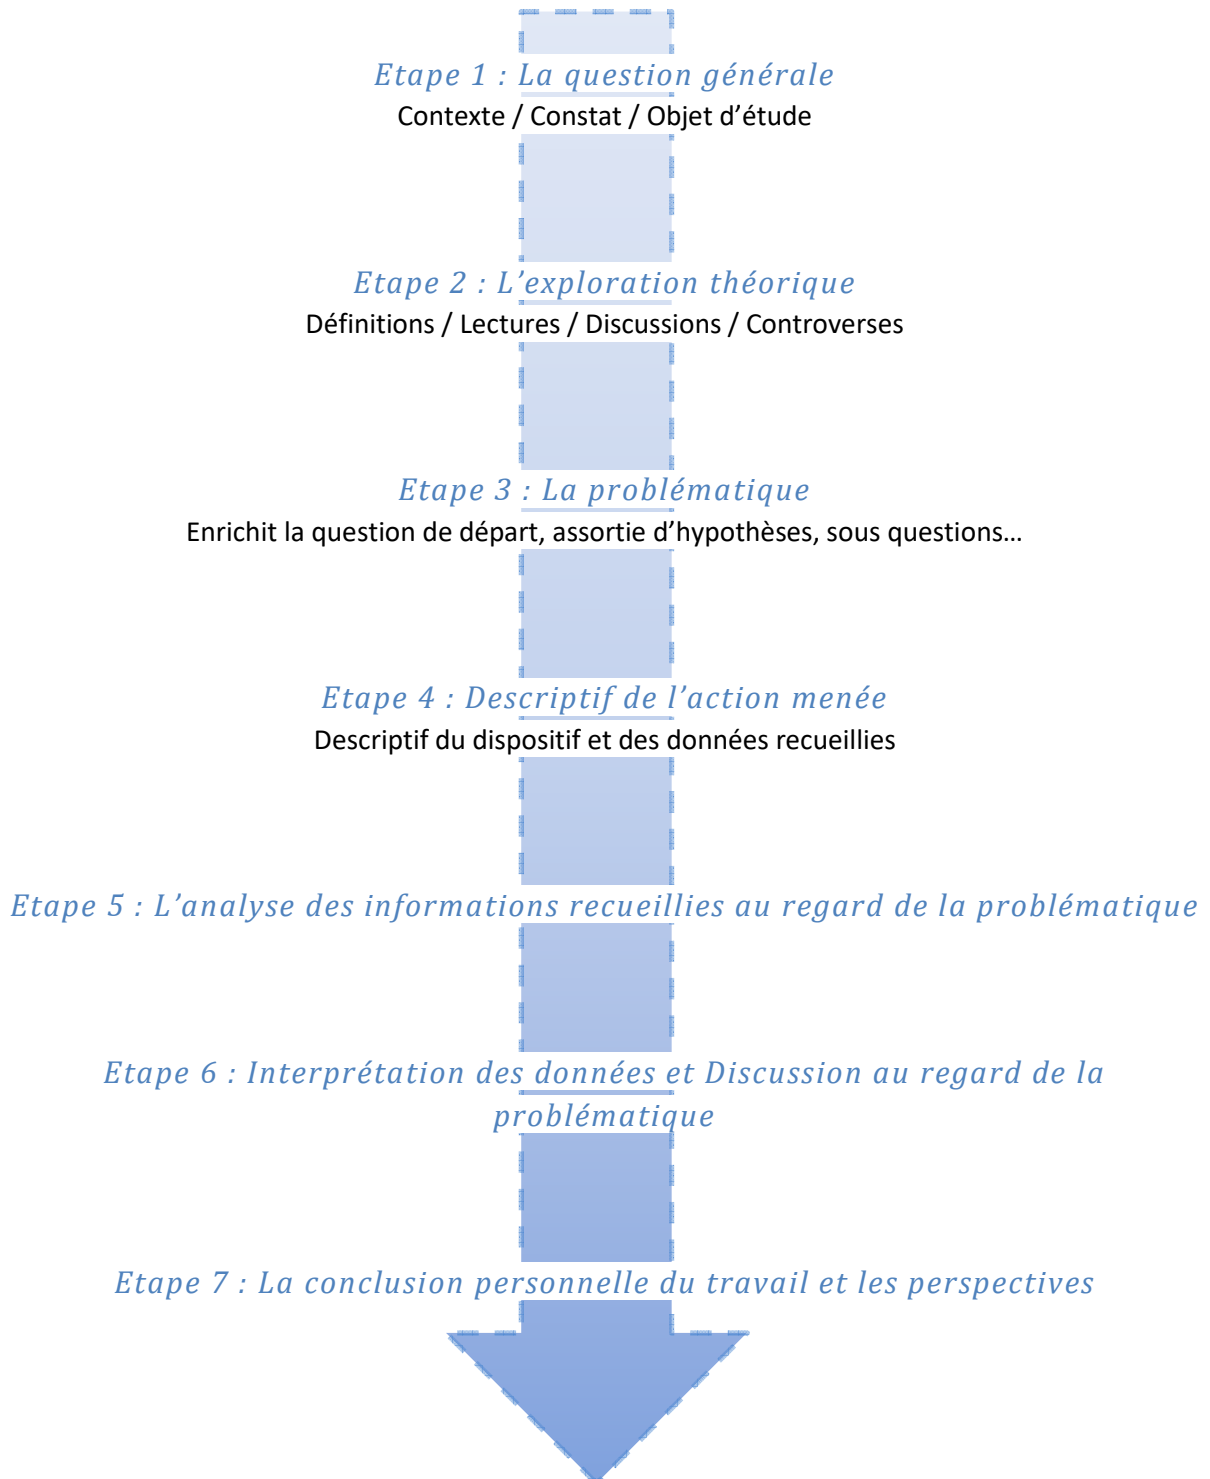 Etape 1 : La question générale
Contexte / Constat / Objet d’étude
Etape 2 : L’exploration théorique
Définitions / Lectures / Discussions / Controverses
Etape 3 : La problématique
Enrichit la question de départ, assortie d’hypothèses, sous questions…
Etape 4 : Descriptif de l’action menée
Descriptif du dispositif et des données recueillies
Etape 5 : L’analyse des informations recueillies au regard de la problématique
Etape 6 : Interprétation des données et Discussion au regard de la
problématique
Etape 7 : La conclusion personnelle du travail et les perspectives